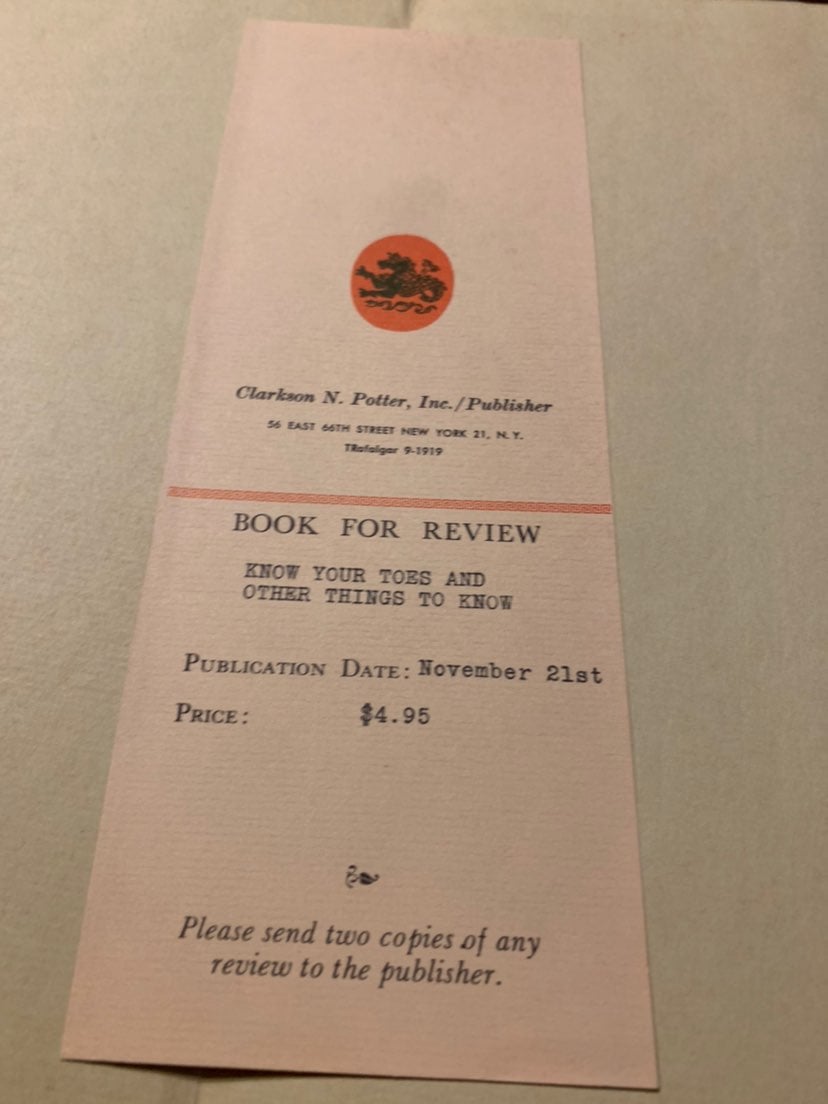 Clarkson N. Potter, Inc./Publisher
56 EAST 66TH STREET NEW YORK 21, N. Y.
TRafalgar 9-1919
BOOK FOR REVIEW
KNOW YOUR TOES AND
OTHER THINGS TO KNOW
PUBLICATION DATE: November 21st
PRICE: $4.95
Please send two copies of any
review to the publisher.